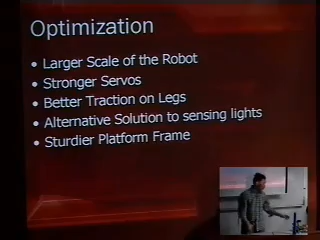 Optimization
• Larger Scale of the Robot
• Stronger Servos
• Better Traction on Legs
• Alternative Solution to sensing lights
• Sturdier Platform Frame